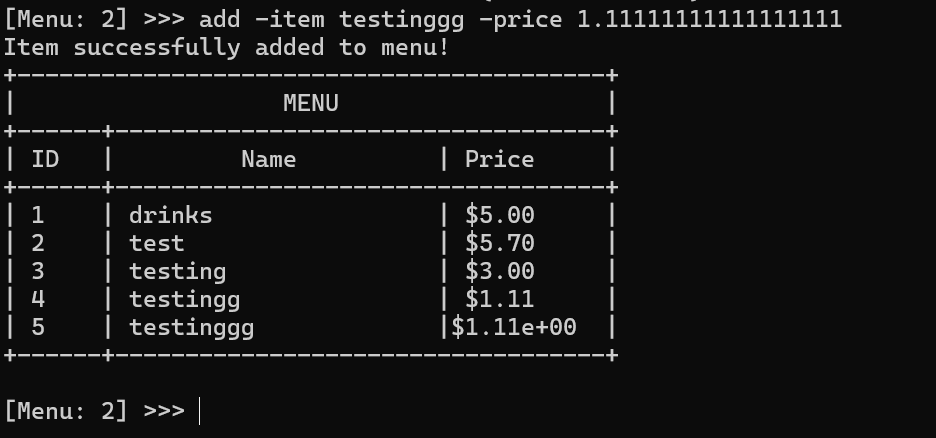 [Menu: 2] >>> add -item testinggg -price 1.11111111111111111
Item successfully added to menu!
+------------------------------------------+
|                   MENU                   |
+------+-----------------------------------+
| ID   |         Name          | Price     |
+------+-----------------------------------+
| 1    | drinks                | $5.00     |
| 2    | test                  | $5.70     |
| 3    | testing               | $3.00     |
| 4    | testingg              | $1.11     |
| 5    | testinggg             |$1.11e+00  |
+------+-----------------------------------+
[Menu: 2] >>>